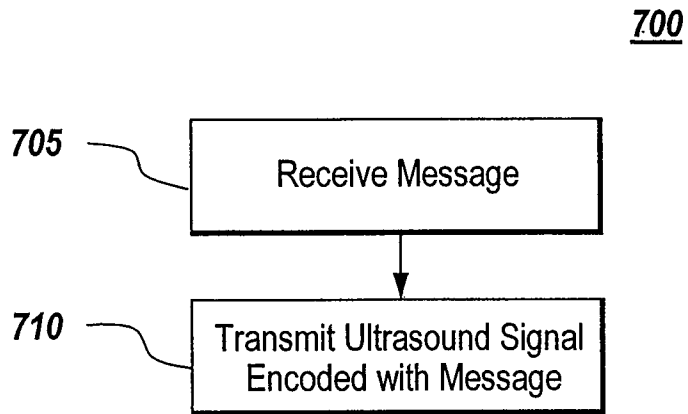 700
705
Receive Message
710
Transmit Ultrasound Signal
Encoded with Message